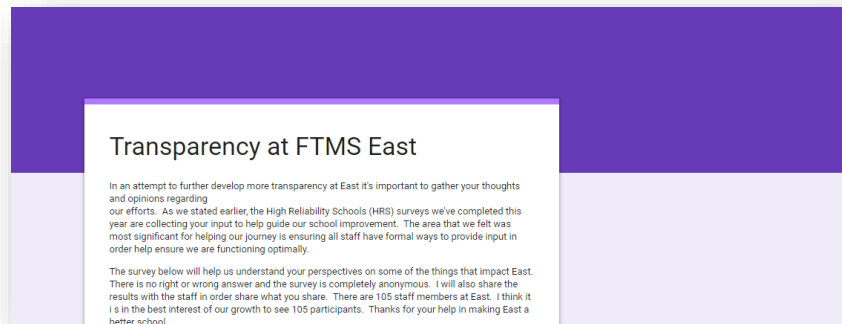 Transparency at FTMS East
In an attempt to further develop more transparency at East it's important to gather your thoughts
and opinions regarding
our efforts. As we stated earlier, the High Reliability Schools (HRS) surveys we've completed this
year are collecting your input to help guide our school improvement. The area that we felt was
most significant for helping our journey is ensuring all staff have formal ways to provide input in
order help ensure we are functioning optimally.
The survey below will help us understand your perspectives on some of the things that impact East.
There is no right or wrong answer and the survey is completely anonymous. I will also share the
results with the staff in order share what you share. There are 105 staff members at East. I think it
i s in the best interest of our growth to see 105 participants. Thanks for your help in making East a
better school